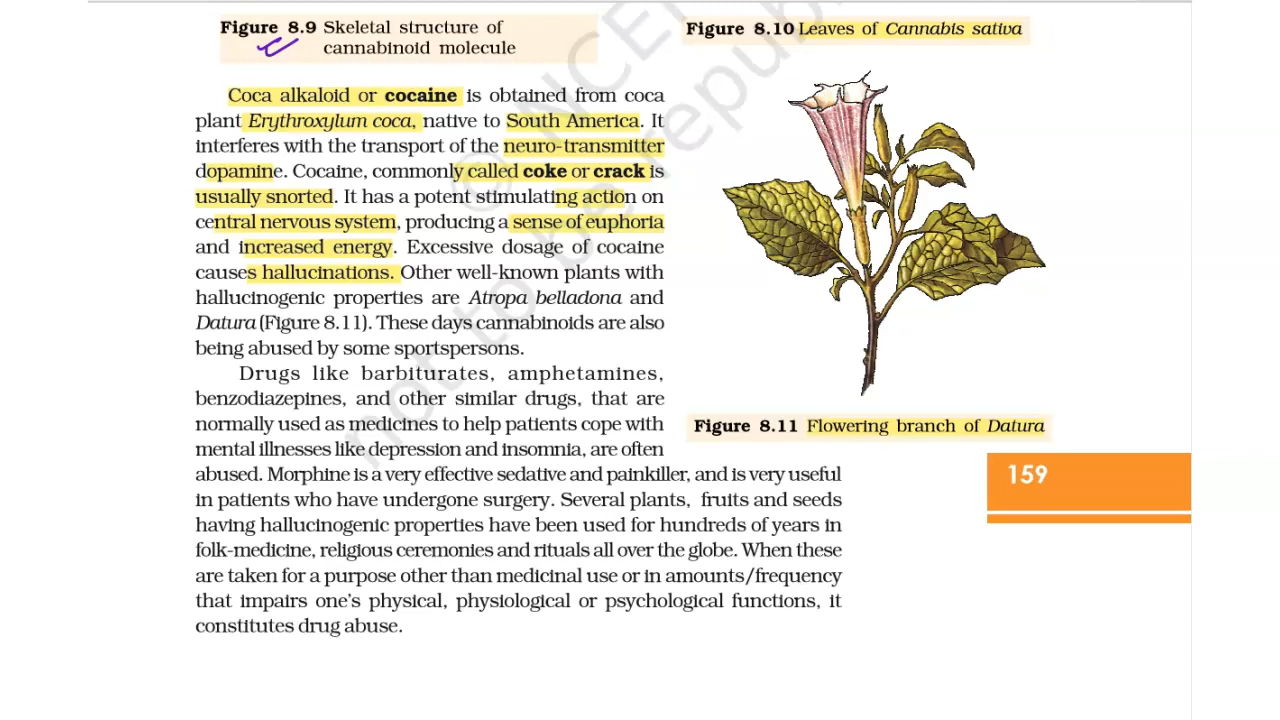 Figure 8.9 Skeletal structure of
cannabinoid molecule
Figure 8.10 Leaves of Cannabis sativa
Coca alkaloid or cocaine is obtained from coca
plant Erythroxylum coca, native to South America. It
interferes with the transport of the neuro-transmitter
dopamine. Cocaine, commonly called coke or crack is
usually snorted. It has a potent stimulating action on
central nervous system, producing a sense of euphoria
and increased energy. Excessive dosage of cocaine
causes hallucinations. Other well-known plants with
hallucinogenic properties are Atropa belladona and
Datura (Figure 8.11). These days cannabinoids are also
being abused by some sportspersons.
Drugs like barbiturates, amphetamines,
benzodiazepines, and other similar drugs, that are
normally used as medicines to help patients cope with
mental illnesses like depression and insomnia, are often
abused. Morphine is a very effective sedative and painkiller, and is very useful
in patients who have undergone surgery. Several plants, fruits and seeds
having hallucinogenic properties have been used for hundreds of years in
folk-medicine, religious ceremonies and rituals all over the globe. When these
are taken for a purpose other than medicinal use or in amounts/frequency
that impairs one's physical, physiological or psychological functions, it
constitutes drug abuse.
Figure 8.11 Flowering branch of Datura
159
© NCE
not to be republ